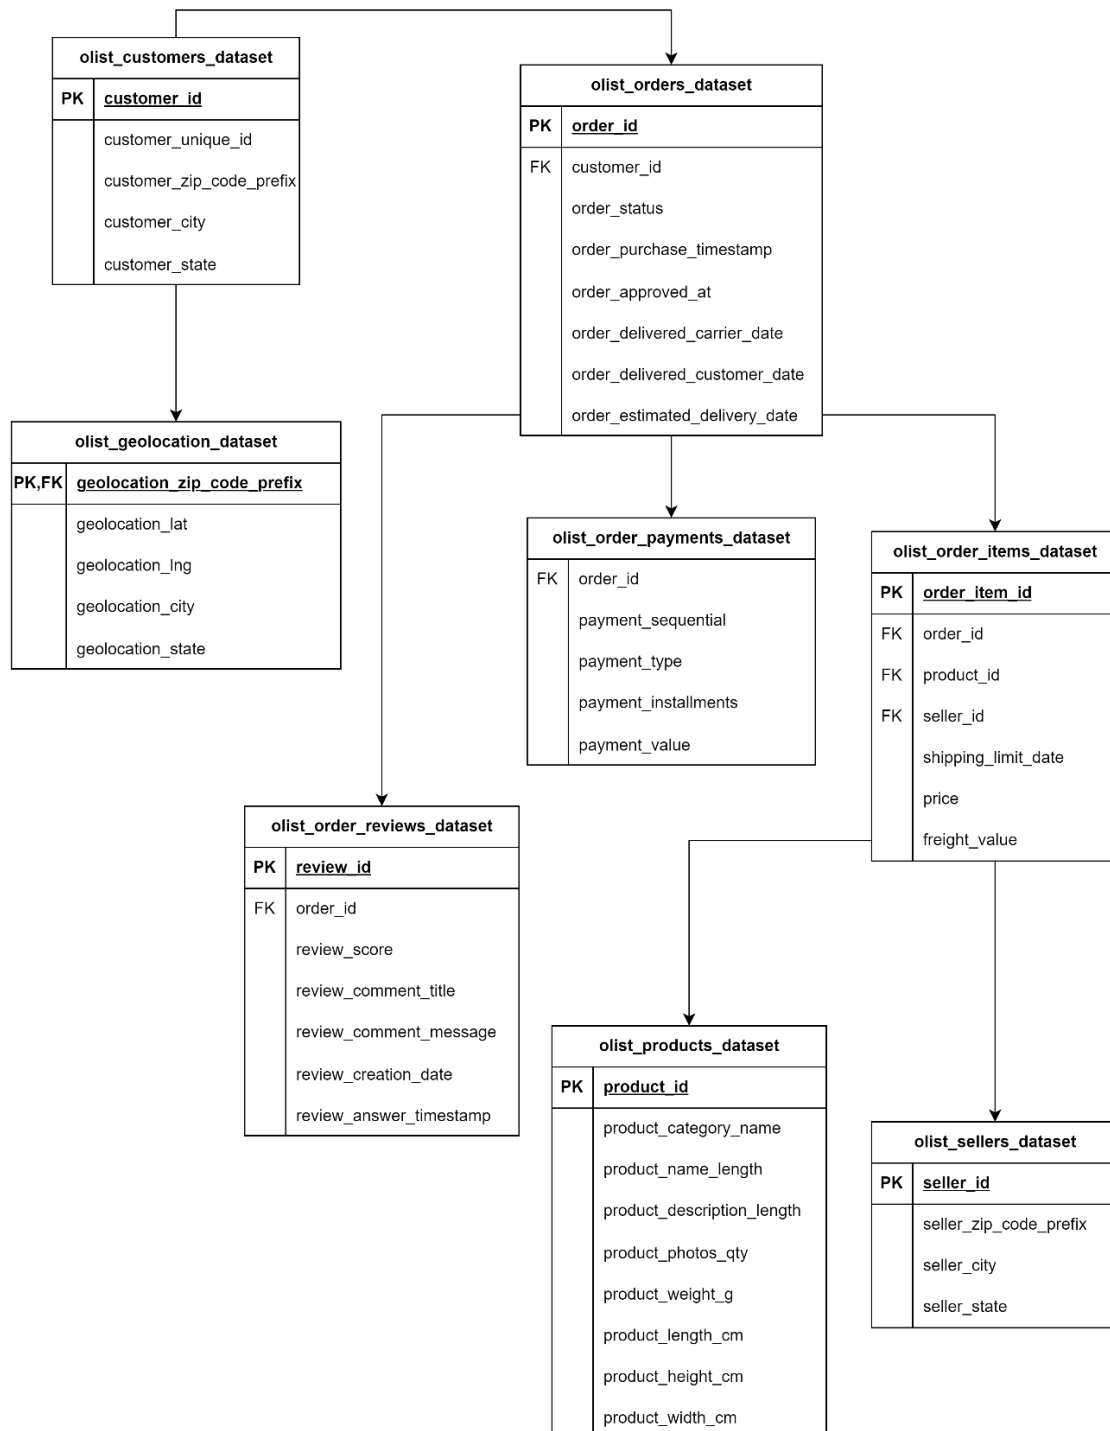 olist_customers_dataset
PK customer_id
customer_unique_id
customer_zip_code_prefix
customer_city
customer_state
olist_orders_dataset
PK order_id
FK customer_id
order_status
order_purchase_timestamp
order_approved_at
order_delivered_carrier_date
order_delivered_customer_date
order_estimated_delivery_date
olist_geolocation_dataset
PK,FK geolocation_zip_code_prefix
geolocation_lat
geolocation_lng
geolocation_city
geolocation_state
olist_order_payments_dataset
FK order_id
payment_sequential
payment_type
payment_installments
payment_value
olist_order_items_dataset
PK order_item_id
FK order_id
FK product_id
FK seller_id
shipping_limit_date
price
freight_value
olist_order_reviews_dataset
PK review_id
FK order_id
review_score
review_comment_title
review_comment_message
review_creation_date
review_answer_timestamp
olist_products_dataset
PK product_id
product_category_name
product_name_length
product_description_length
product_photos_qty
product_weight_g
product_length_cm
product_height_cm
product_width_cm
olist_sellers_dataset
PK seller_id
seller_zip_code_prefix
seller_city
seller_state